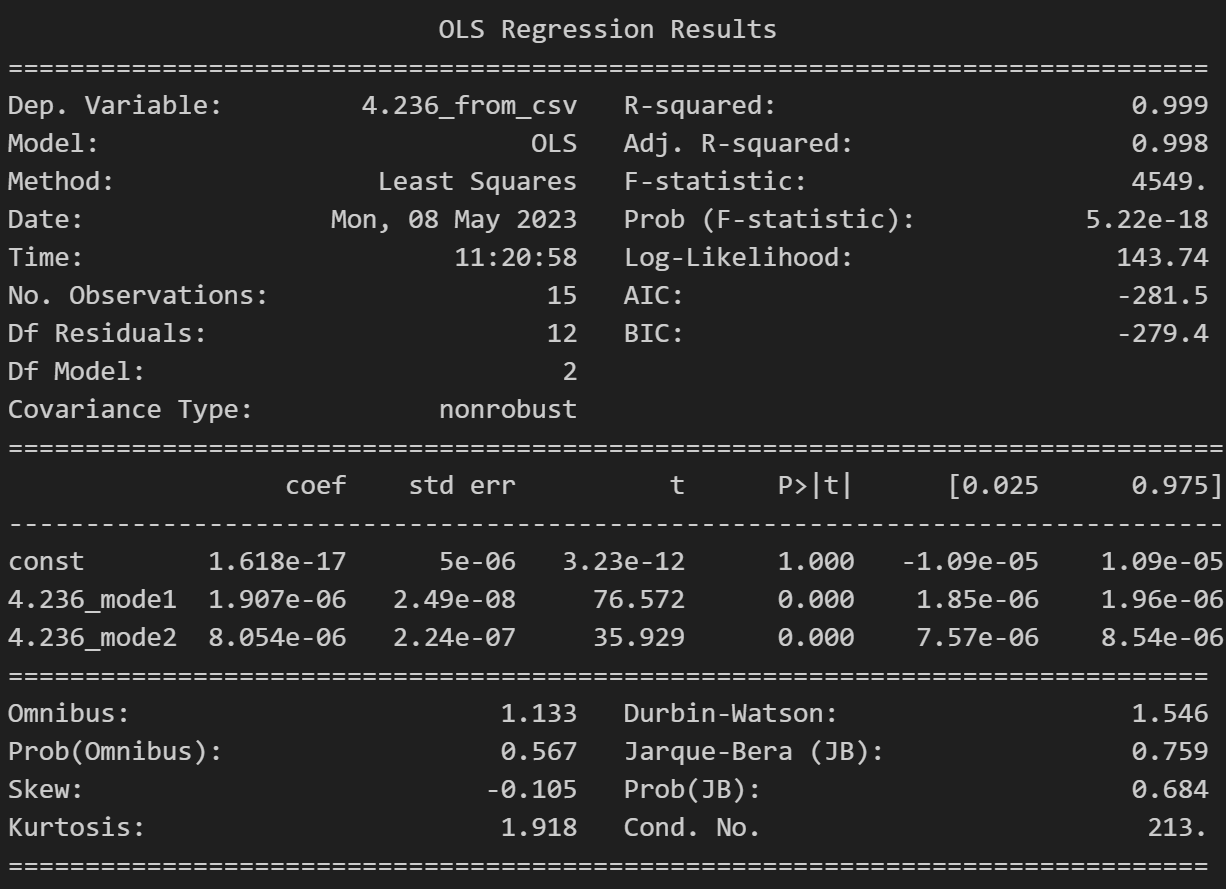 OLS Regression Results
==============================================================================
Dep. Variable:         4.236_from_csv   R-squared:                       0.999
Model:                            OLS   Adj. R-squared:                  0.998
Method:                 Least Squares   F-statistic:                     4549.
Date:                Mon, 08 May 2023   Prob (F-statistic):           5.22e-18
Time:                        11:20:58   Log-Likelihood:                 143.74
No. Observations:                  15   AIC:                            -281.5
Df Residuals:                      12   BIC:                            -279.4
Df Model:                           2
Covariance Type:            nonrobust
===============================================================================
                  coef    std err          t      P>|t|      [0.025      0.975]
-------------------------------------------------------------------------------
const        1.618e-17      5e-06   3.23e-12      1.000   -1.09e-05    1.09e-05
4.236_mode1  1.907e-06   2.49e-08     76.572      0.000    1.85e-06    1.96e-06
4.236_mode2  8.054e-06   2.24e-07     35.929      0.000    7.57e-06    8.54e-06
==============================================================================
Omnibus:                        1.133   Durbin-Watson:                   1.546
Prob(Omnibus):                  0.567   Jarque-Bera (JB):                0.759
Skew:                          -0.105   Prob(JB):                        0.684
Kurtosis:                       1.918   Cond. No.                         213.
==============================================================================